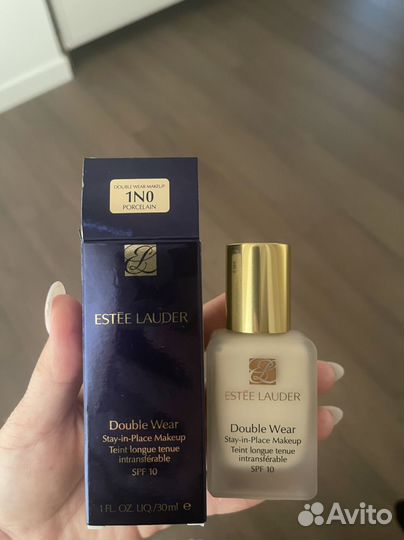 DOUBLE WEAR MAKEUP
1N0
PORCELAIN
ESTĒE LAUDER
Double Wear
Stay-in-Place Makeup
Teint longue tenue
intransférable
SPF 10
1 FL. OZ. LIQ./30ml e
ESTĒE LAUDER
Double Wear
Stay-in-Place Makeup
Teint longue tenue
intransférable
SPF 10
Avito